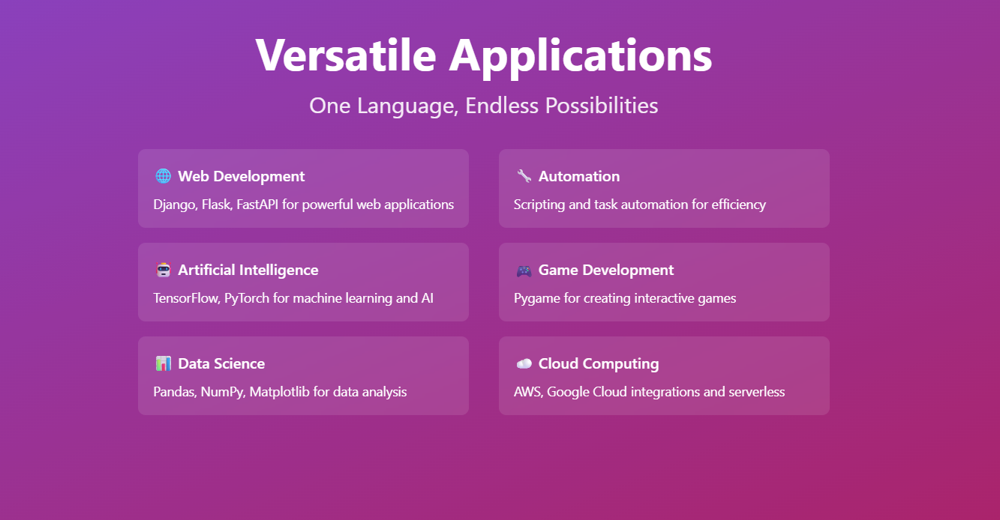 Versatile Applications
One Language, Endless Possibilities
🌐 Web Development
Django, Flask, FastAPI for powerful web applications
🔧 Automation
Scripting and task automation for efficiency
🤖 Artificial Intelligence
TensorFlow, PyTorch for machine learning and AI
🎮 Game Development
Pygame for creating interactive games
📊 Data Science
Pandas, NumPy, Matplotlib for data analysis
☁️ Cloud Computing
AWS, Google Cloud integrations and serverless